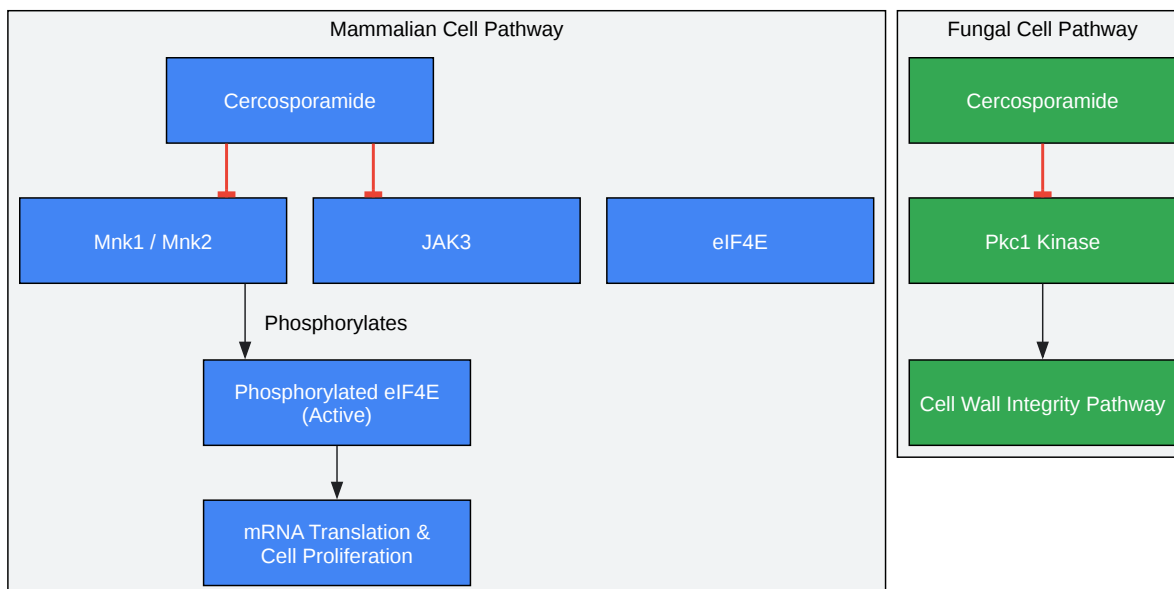 Mammalian Cell Pathway
Cercosporamide
Mnk1 / Mnk2
JAK3
eIF4E
Phosphorylates
Phosphorylated eIF4E
(Active)
mRNA Translation &
Cell Proliferation
Fungal Cell Pathway
Cercosporamide
Pkc1 Kinase
Cell Wall Integrity Pathway